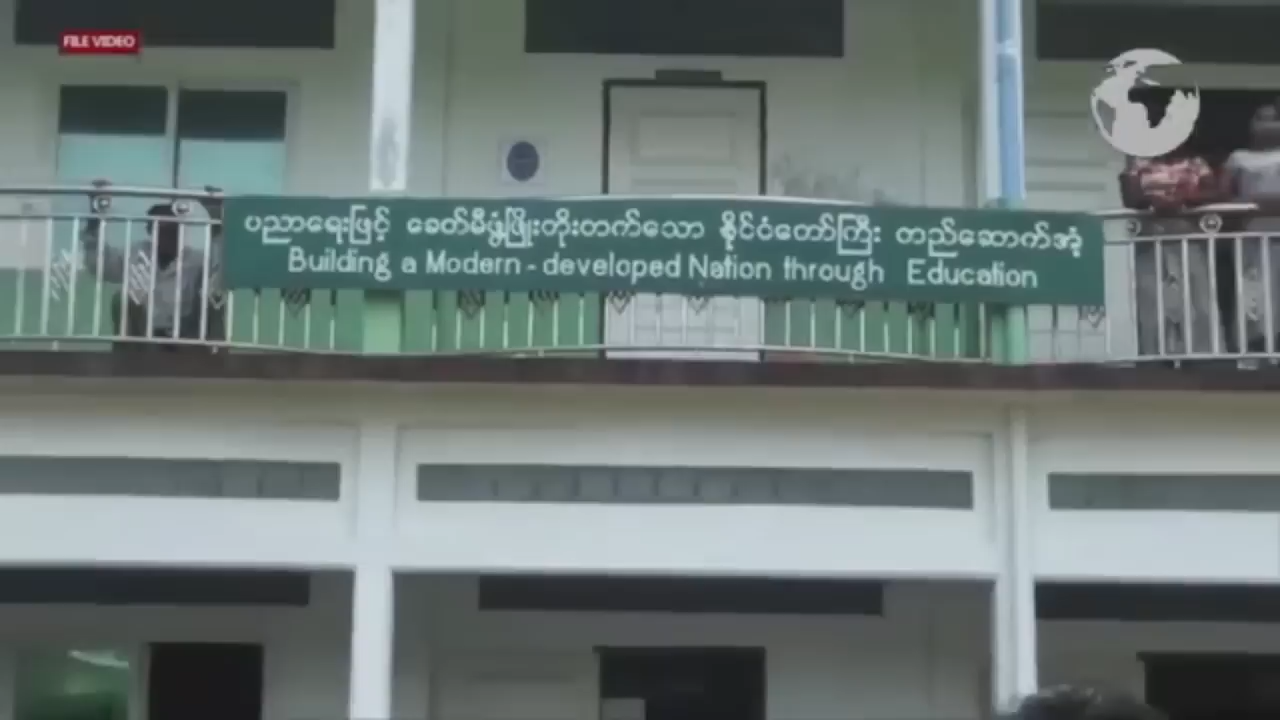 FILE VIDEO
ပညာရေးဖြင့် ခေတ်မီဖွံ့ဖြိုးတိုးတက်သော နိုင်ငံတော်ကြီး တည်ဆောက်အံ့
Building a Modern-developed Nation through Education